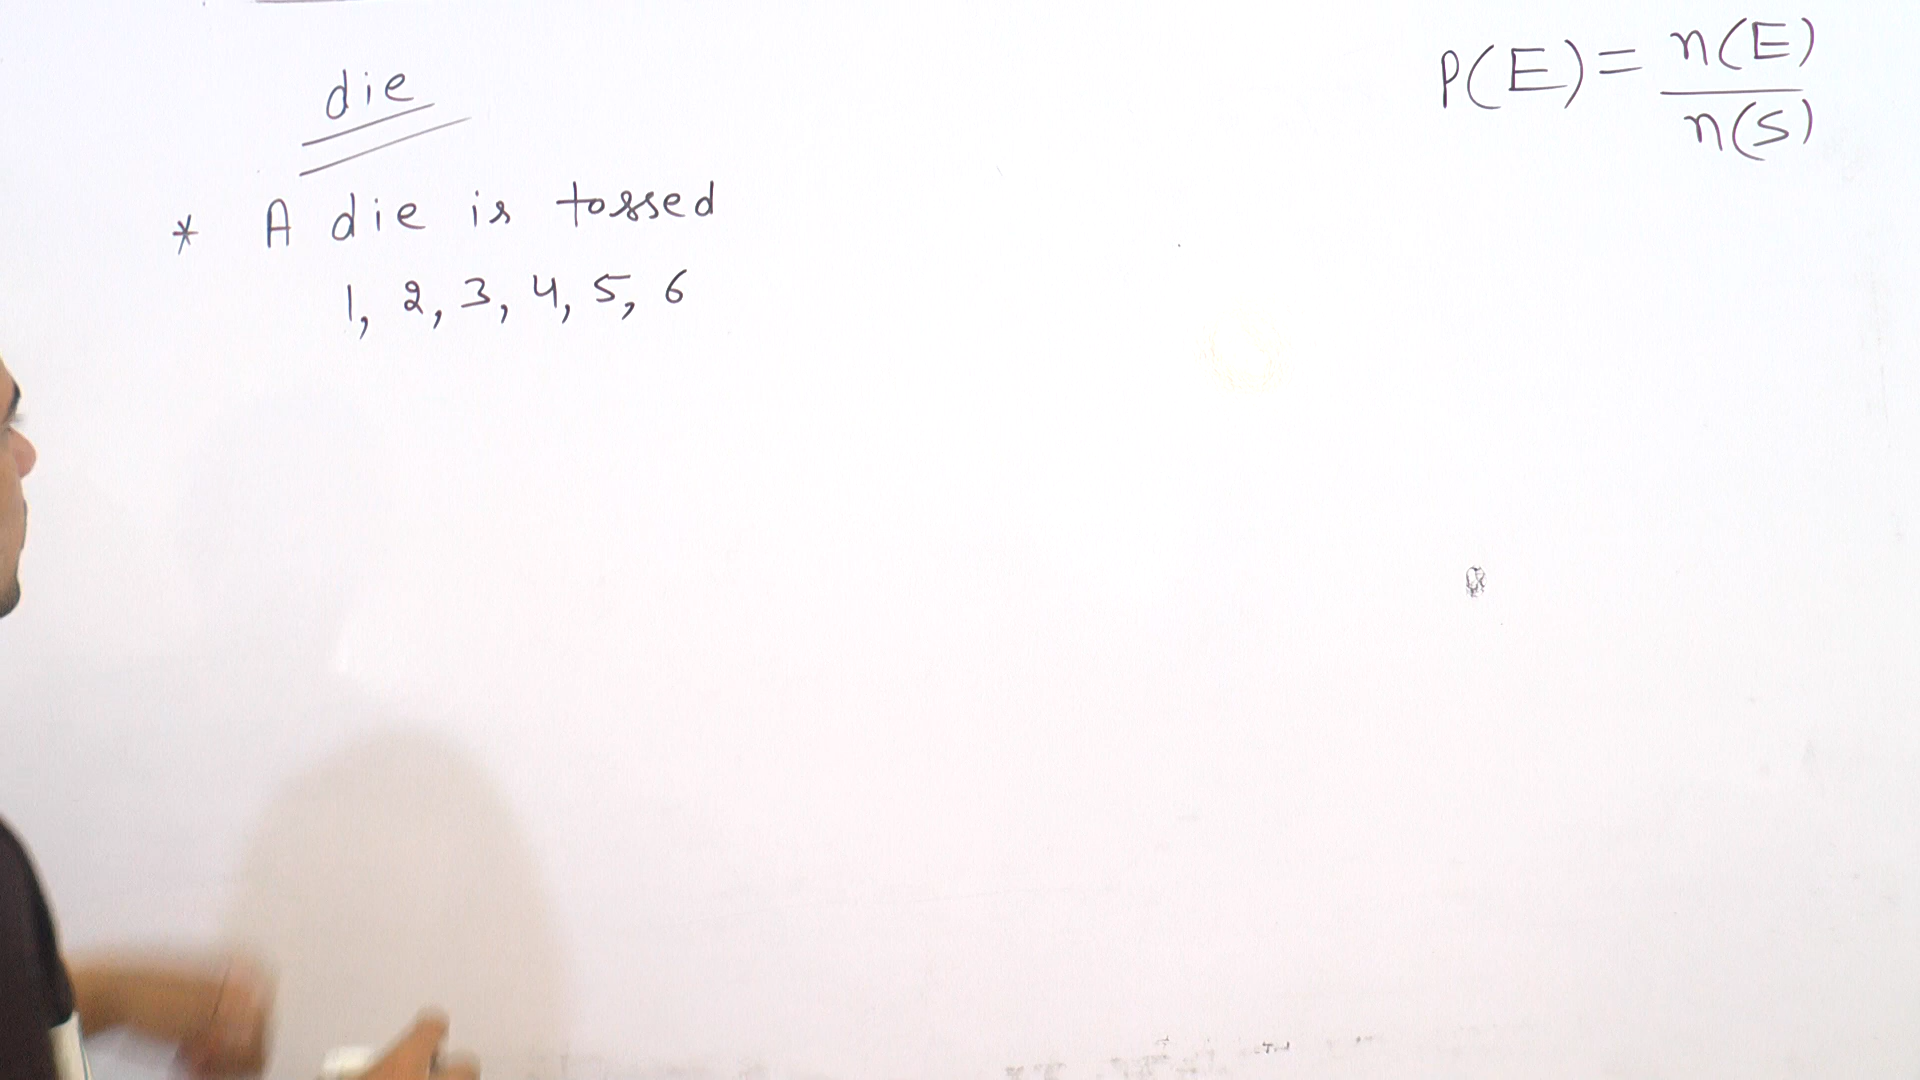 die
P(E) = n(E)/n(S)
* A die is tossed
1, 2, 3, 4, 5, 6